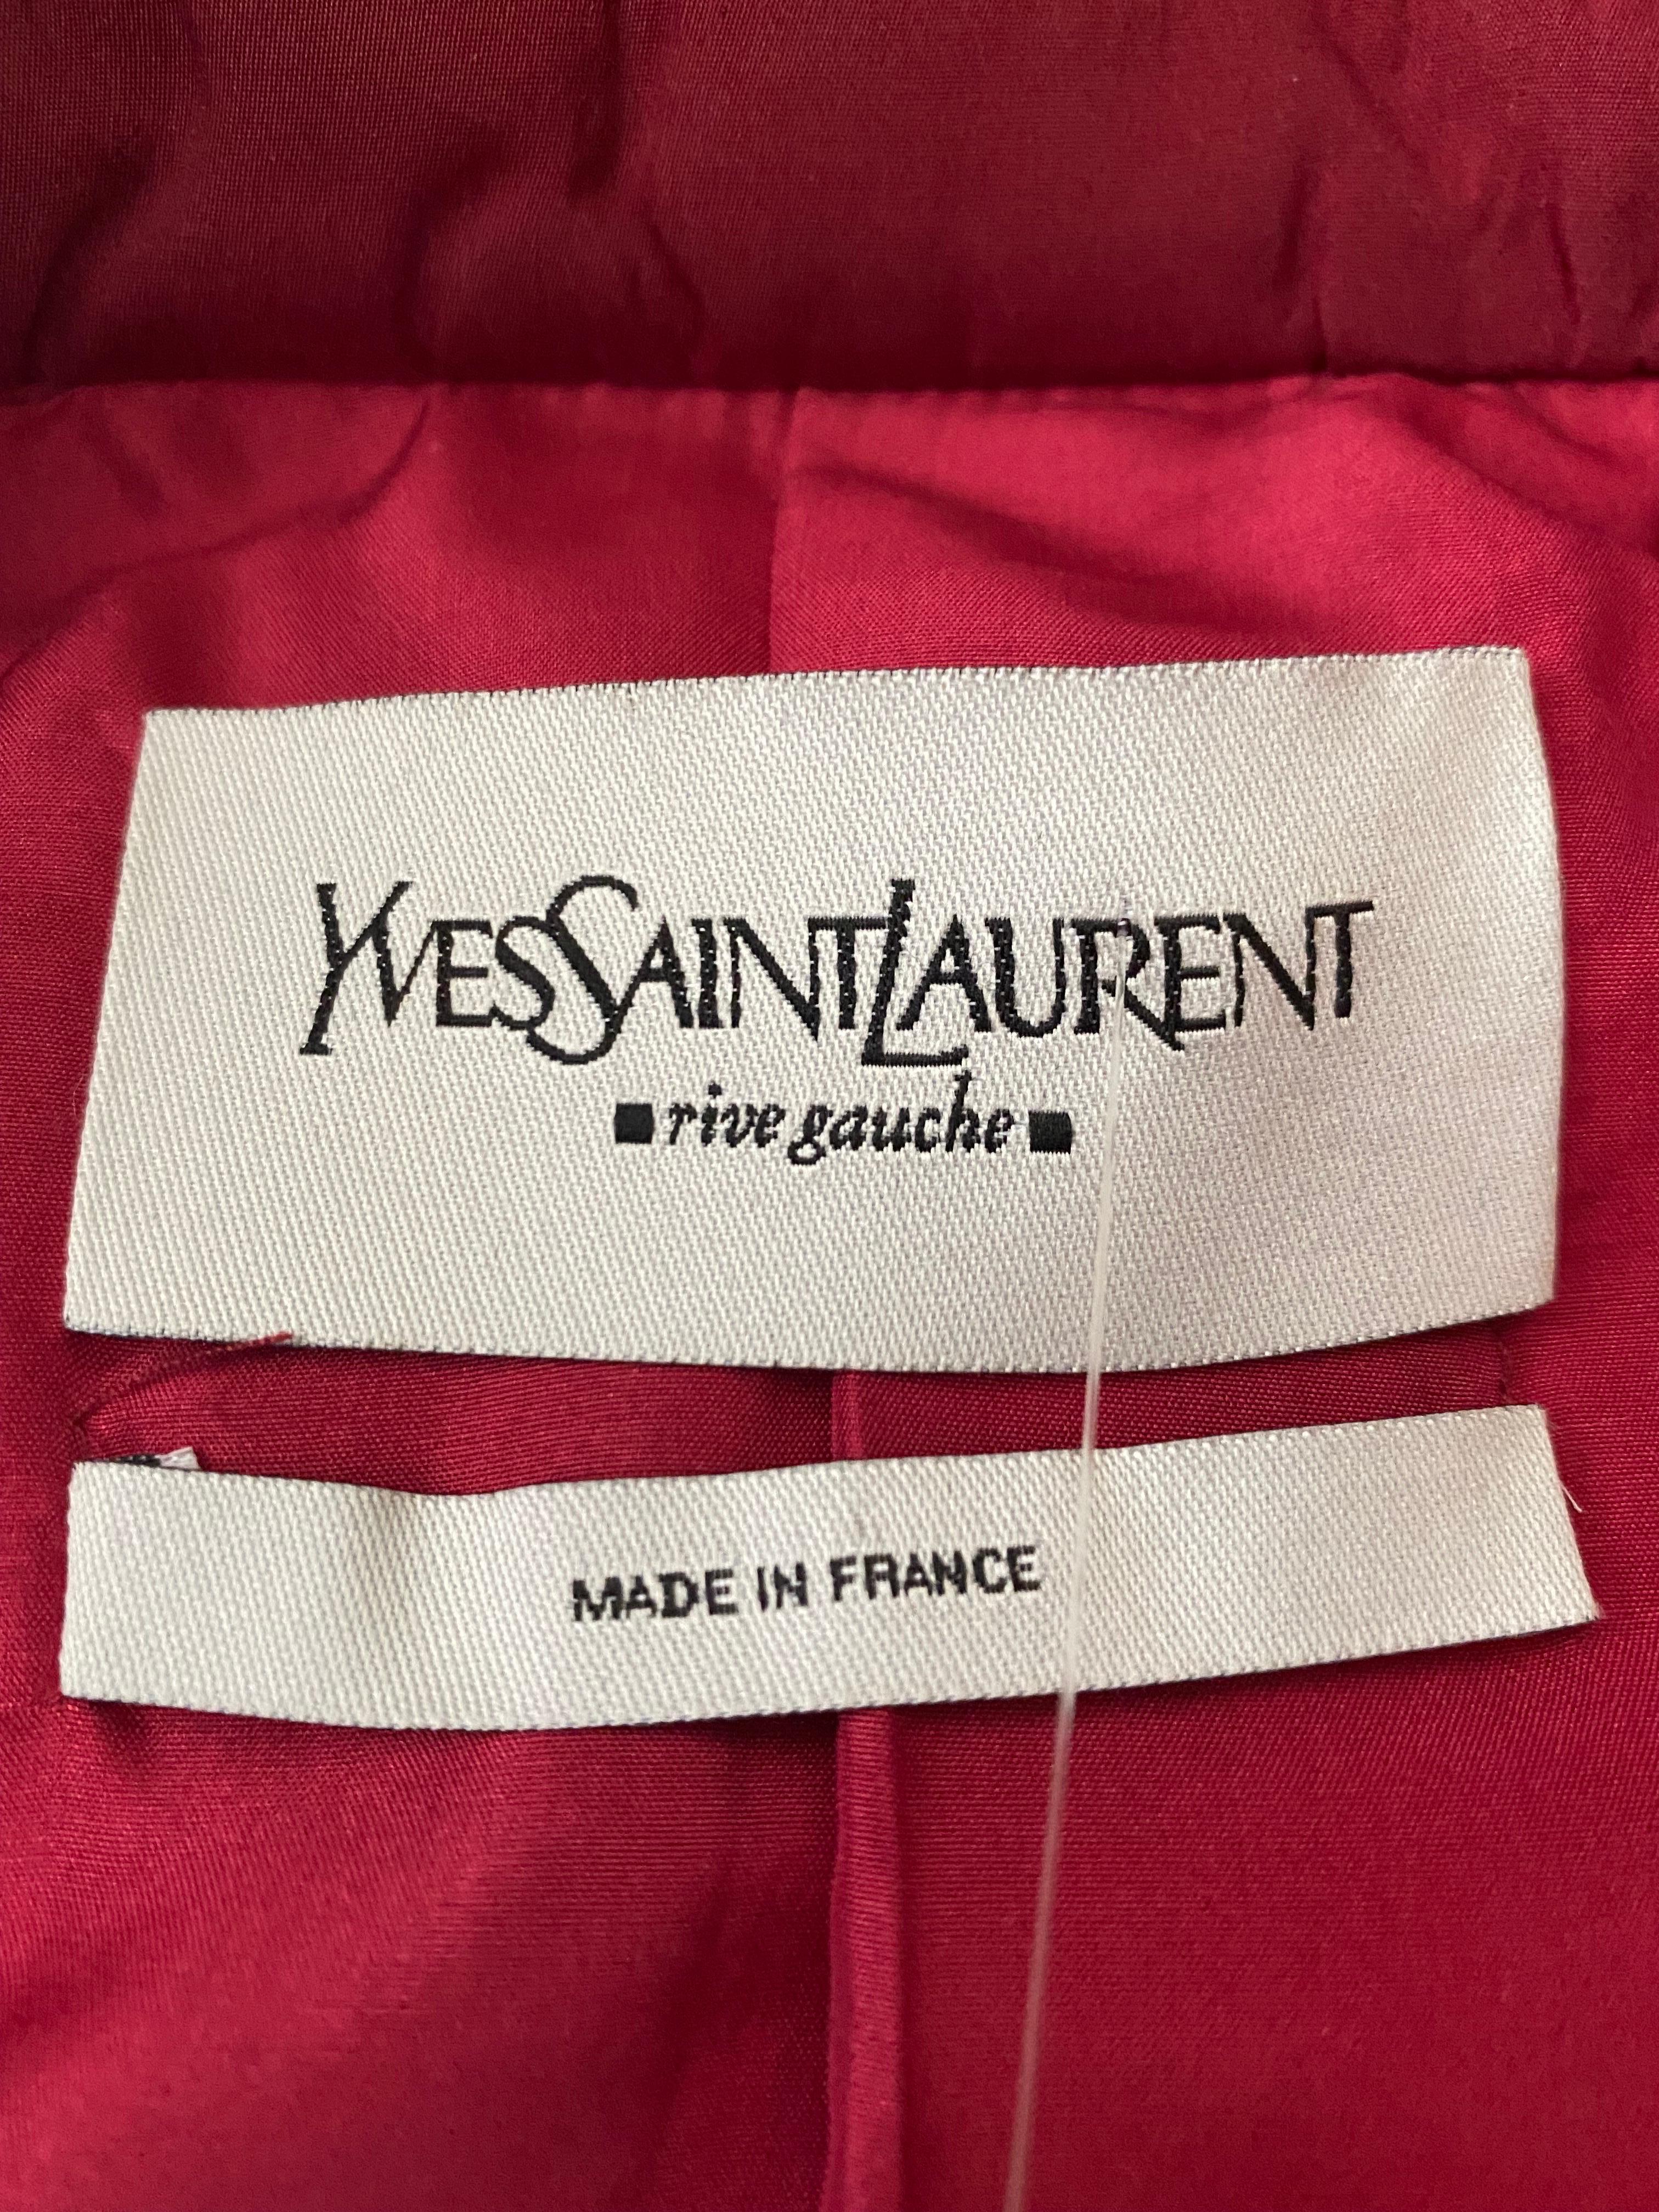 YVESSAINTLAURENT
■rive gauche■
MADE IN FRANCE